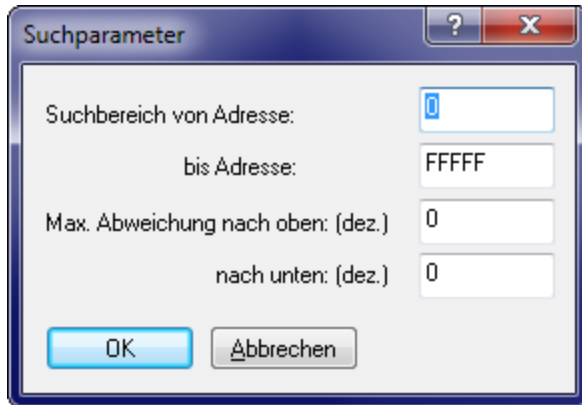 Suchparameter
?
Suchbereich von Adresse: 0
bis Adresse: FFFFF
Max. Abweichung nach oben: (dez.) 0
nach unten: (dez.) 0
OK Abbrechen